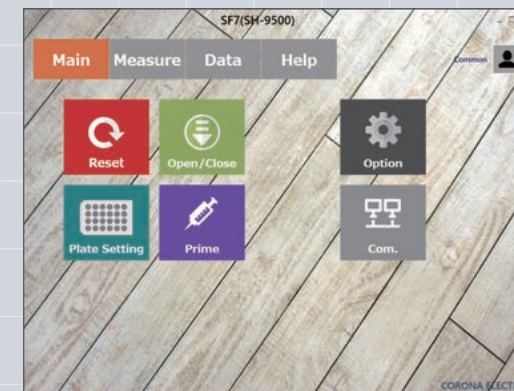 SF7(SH-9500)
Main Measure Data Help
Common
Reset Open/Close Option
Plate Setting Prime Com.
CORONA ELECT